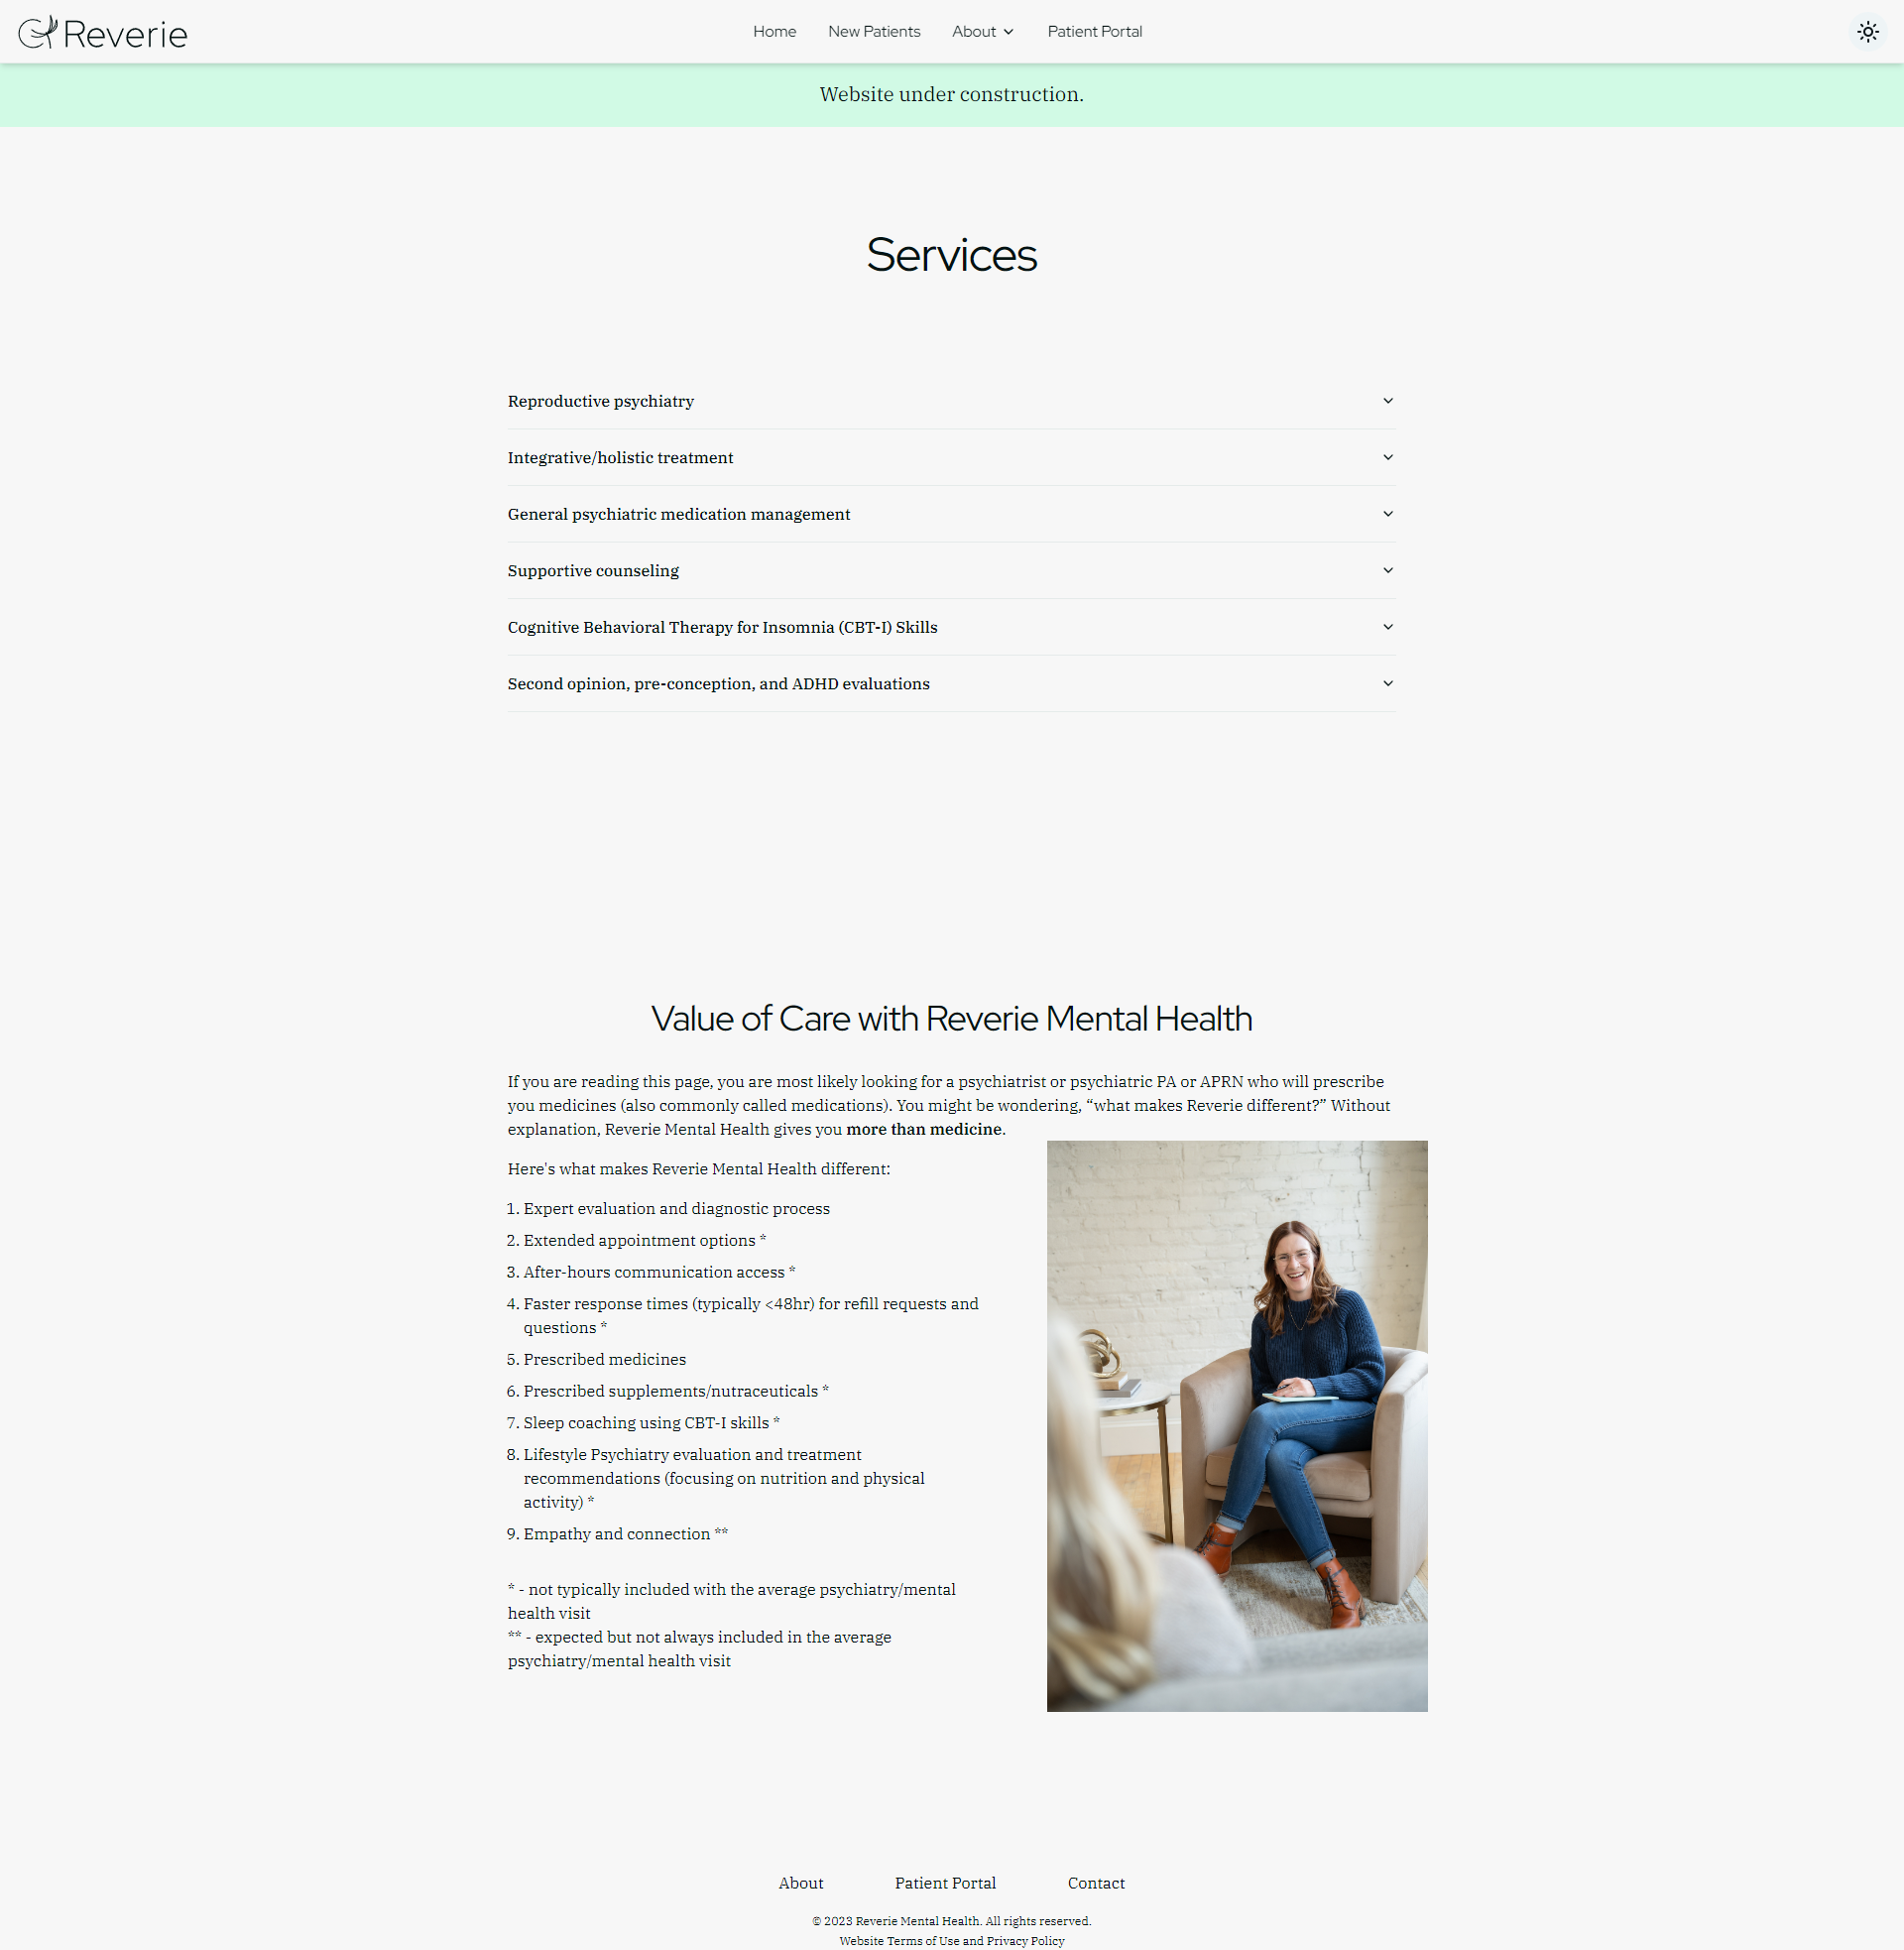 Reverie
Home New Patients About Patient Portal
Website under construction.
Services
Reproductive psychiatry
Integrative/holistic treatment
General psychiatric medication management
Supportive counseling
Cognitive Behavioral Therapy for Insomnia (CBT-I) Skills
Second opinion, pre-conception, and ADHD evaluations
Value of Care with Reverie Mental Health
If you are reading this page, you are most likely looking for a psychiatrist or psychiatric PA or APRN who will prescribe
you medicines (also commonly called medications). You might be wondering, “what makes Reverie different?” Without
explanation, Reverie Mental Health gives you more than medicine.
Here's what makes Reverie Mental Health different:
1. Expert evaluation and diagnostic process
2. Extended appointment options *
3. After-hours communication access *
4. Faster response times (typically <48hr) for refill requests and
questions *
5. Prescribed medicines
6. Prescribed supplements/nutraceuticals *
7. Sleep coaching using CBT-I skills *
8. Lifestyle Psychiatry evaluation and treatment
recommendations (focusing on nutrition and physical
activity) *
9. Empathy and connection **
* - not typically included with the average psychiatry/mental
health visit
** - expected but not always included in the average
psychiatry/mental health visit
About Patient Portal Contact
© 2023 Reverie Mental Health. All rights reserved.
Website Terms of Use and Privacy Policy